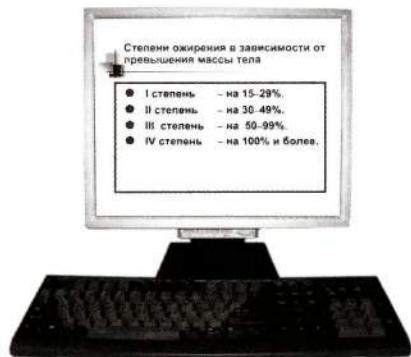 Степени ожирения в зависимости от
превышения массы тела
I степень – на 15-29%.
II степень – на 30-49%.
III степень – на 50-99%.
IV степень – на 100% и более.